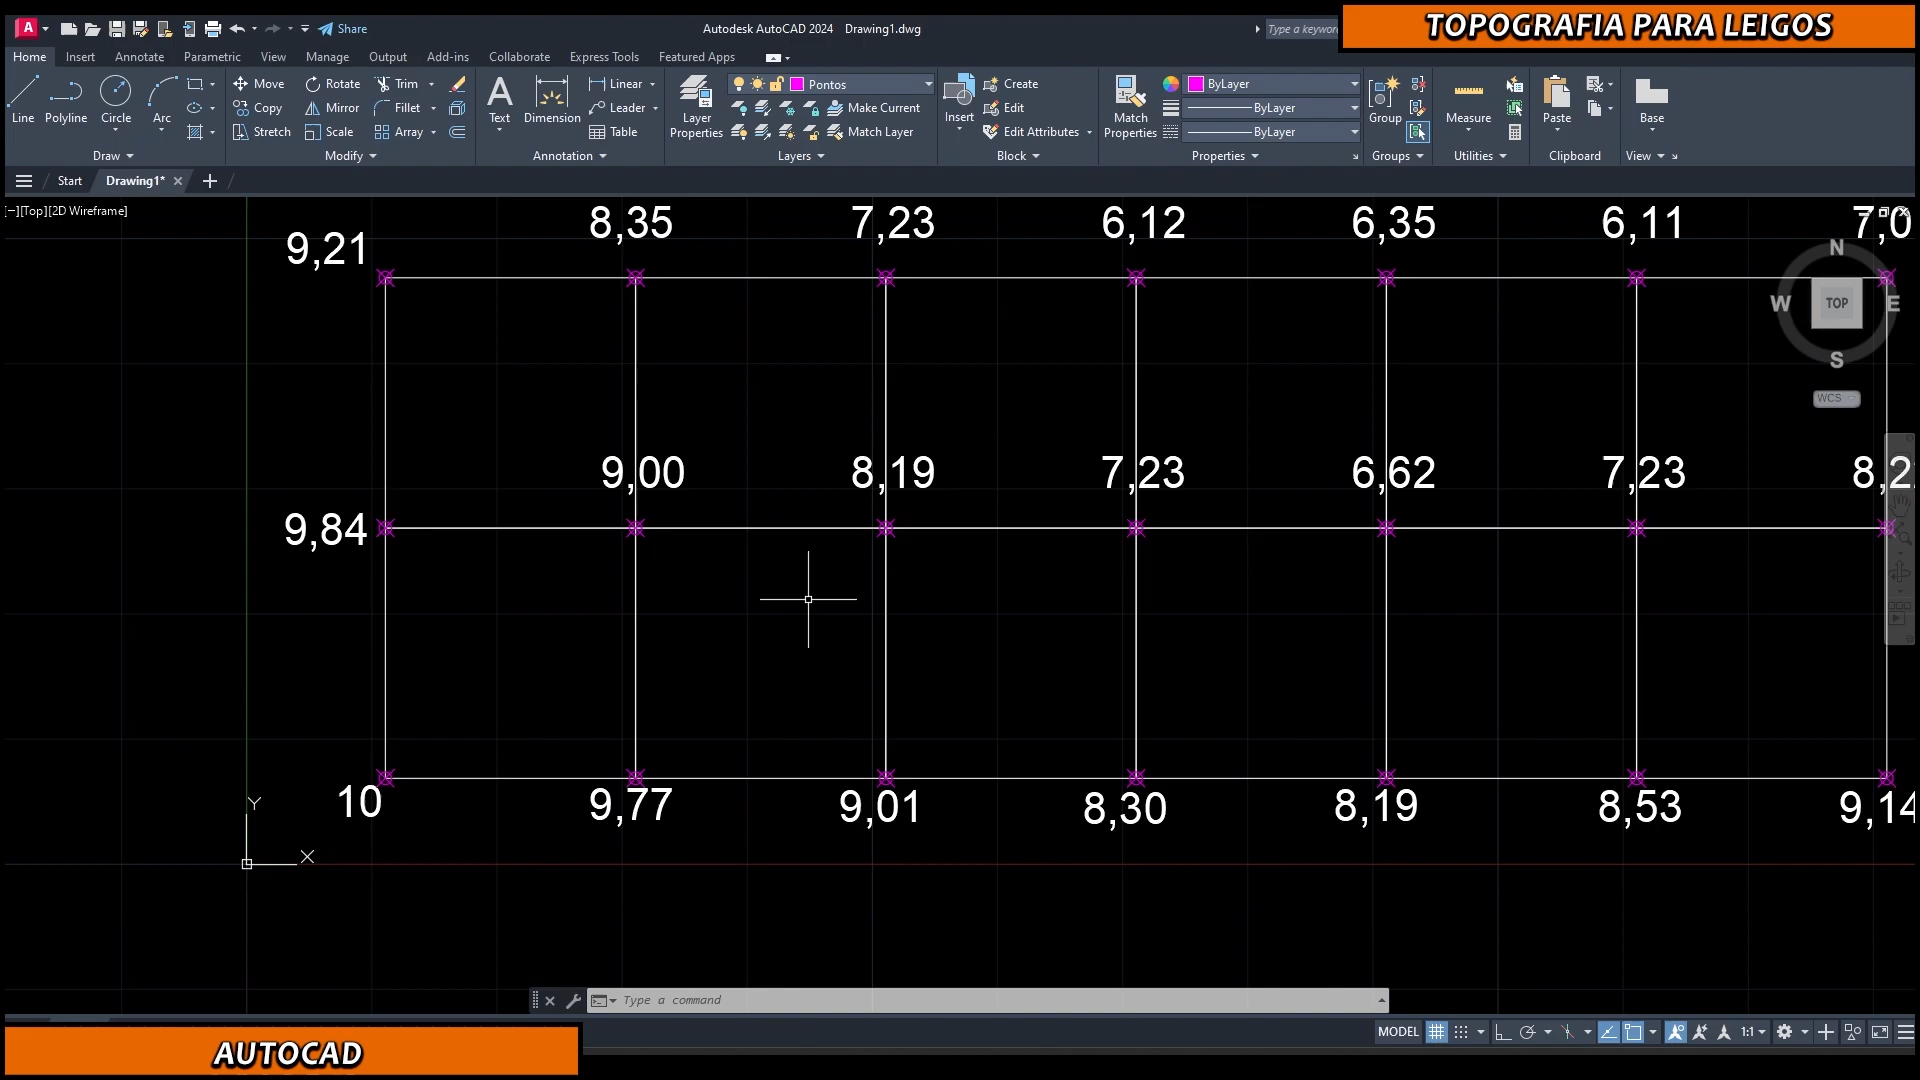 A
Share
Autodesk AutoCAD 2024 Drawing1.dwg
TOPOGRAFIA PARA LEIGOS
Home Insert Annotate Parametric View Manage Output Add-ins Collaborate Express Tools Featured Apps
Line Polyline Circle Arc
Draw
Move Rotate Trim
Copy Mirror Fillet
Stretch Scale Array
Modify
Text Dimension
Linear
Leader
Table
Annotation
Layer Properties
Pontos
Make Current
Match Layer
Layers
Insert
Create
Edit
Edit Attributes
Block
Match Properties
ByLayer
ByLayer
ByLayer
Properties
Group
Groups
Measure
Utilities
Paste
Clipboard
Base
View
Start Drawing1*
[−][Top][2D Wireframe]
9,21 8,35 7,23 6,12 6,35 6,11 7,0
N
W TOP E
S
WCS
9,84 9,00 8,19 7,23 6,62 7,23
10 9,77 9,01 8,30 8,19 8,53 9,14
Y
X
Type a command
MODEL 1:1
AUTOCAD